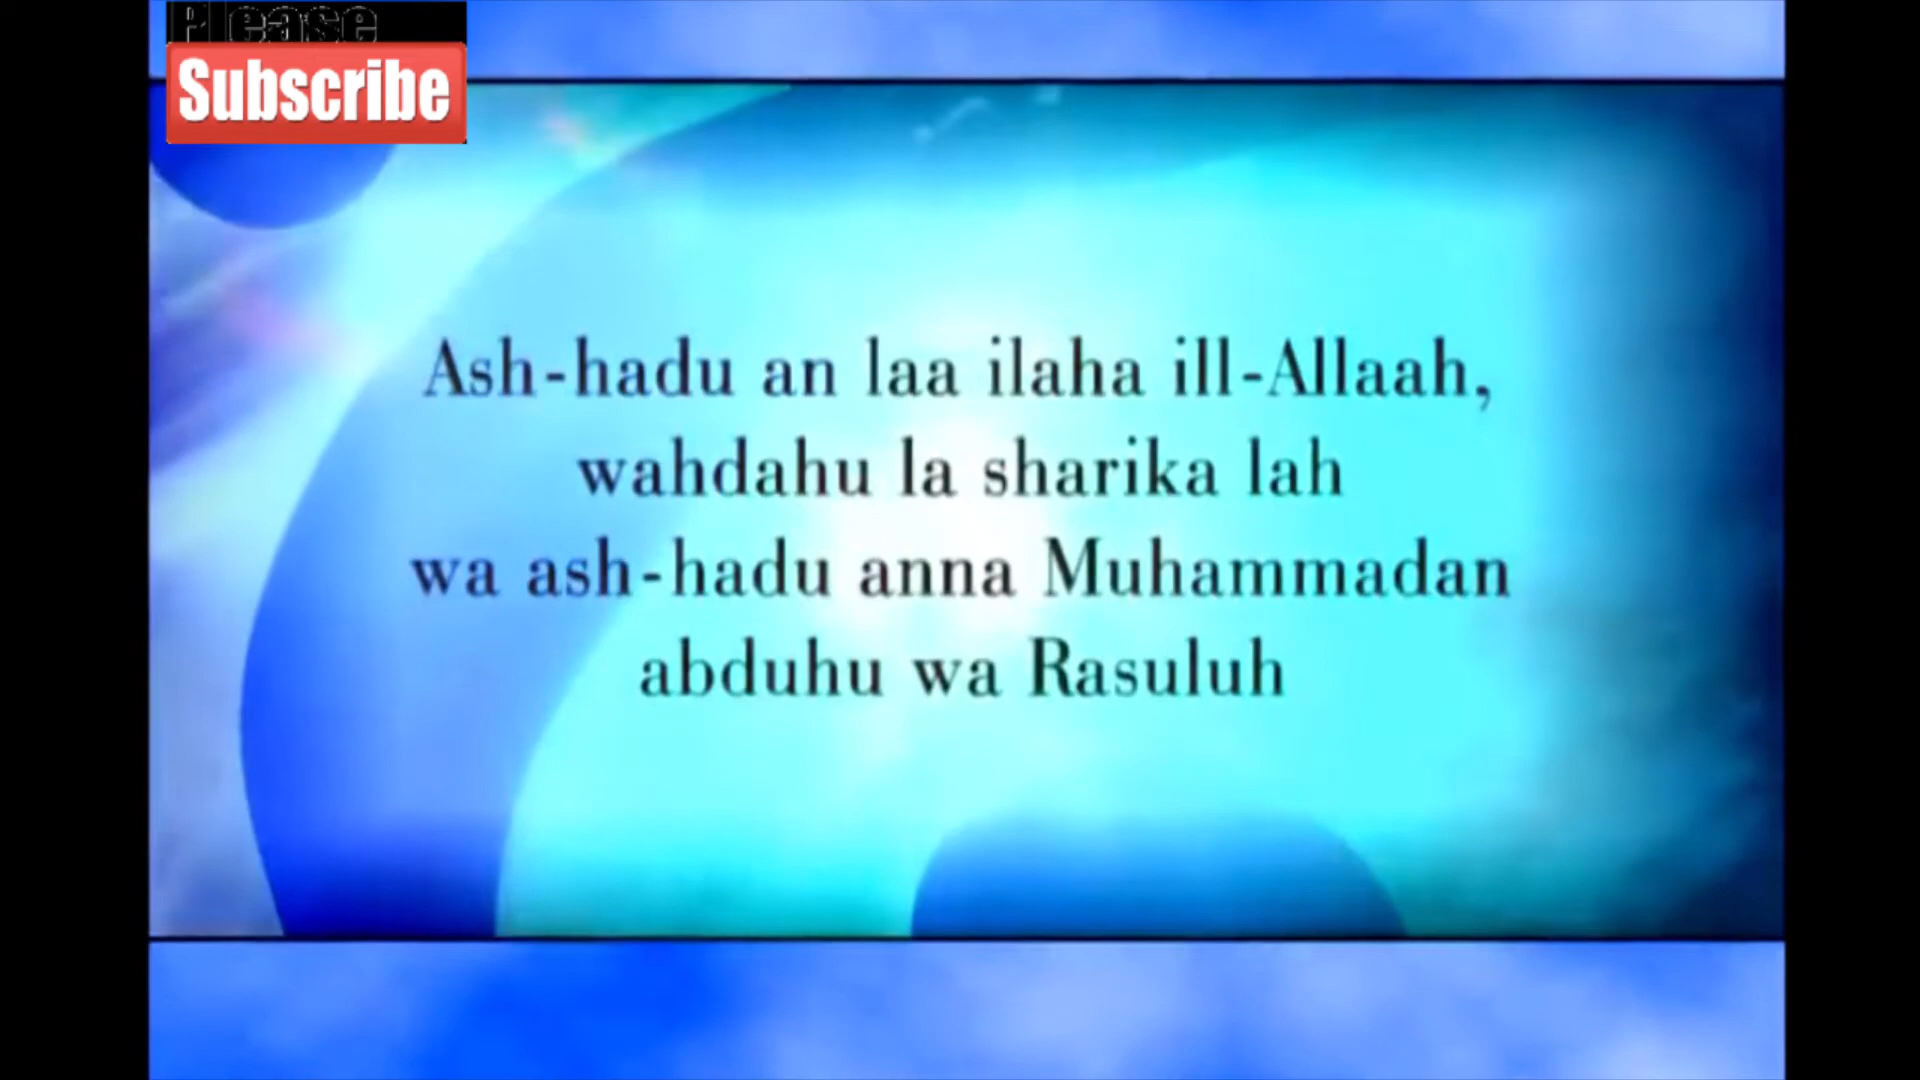 Please
Subscribe
Ash-hadu an laa ilaha ill-Allaah,
wahdahu la sharika lah
wa ash-hadu anna Muhammadan
abduhu wa Rasuluh